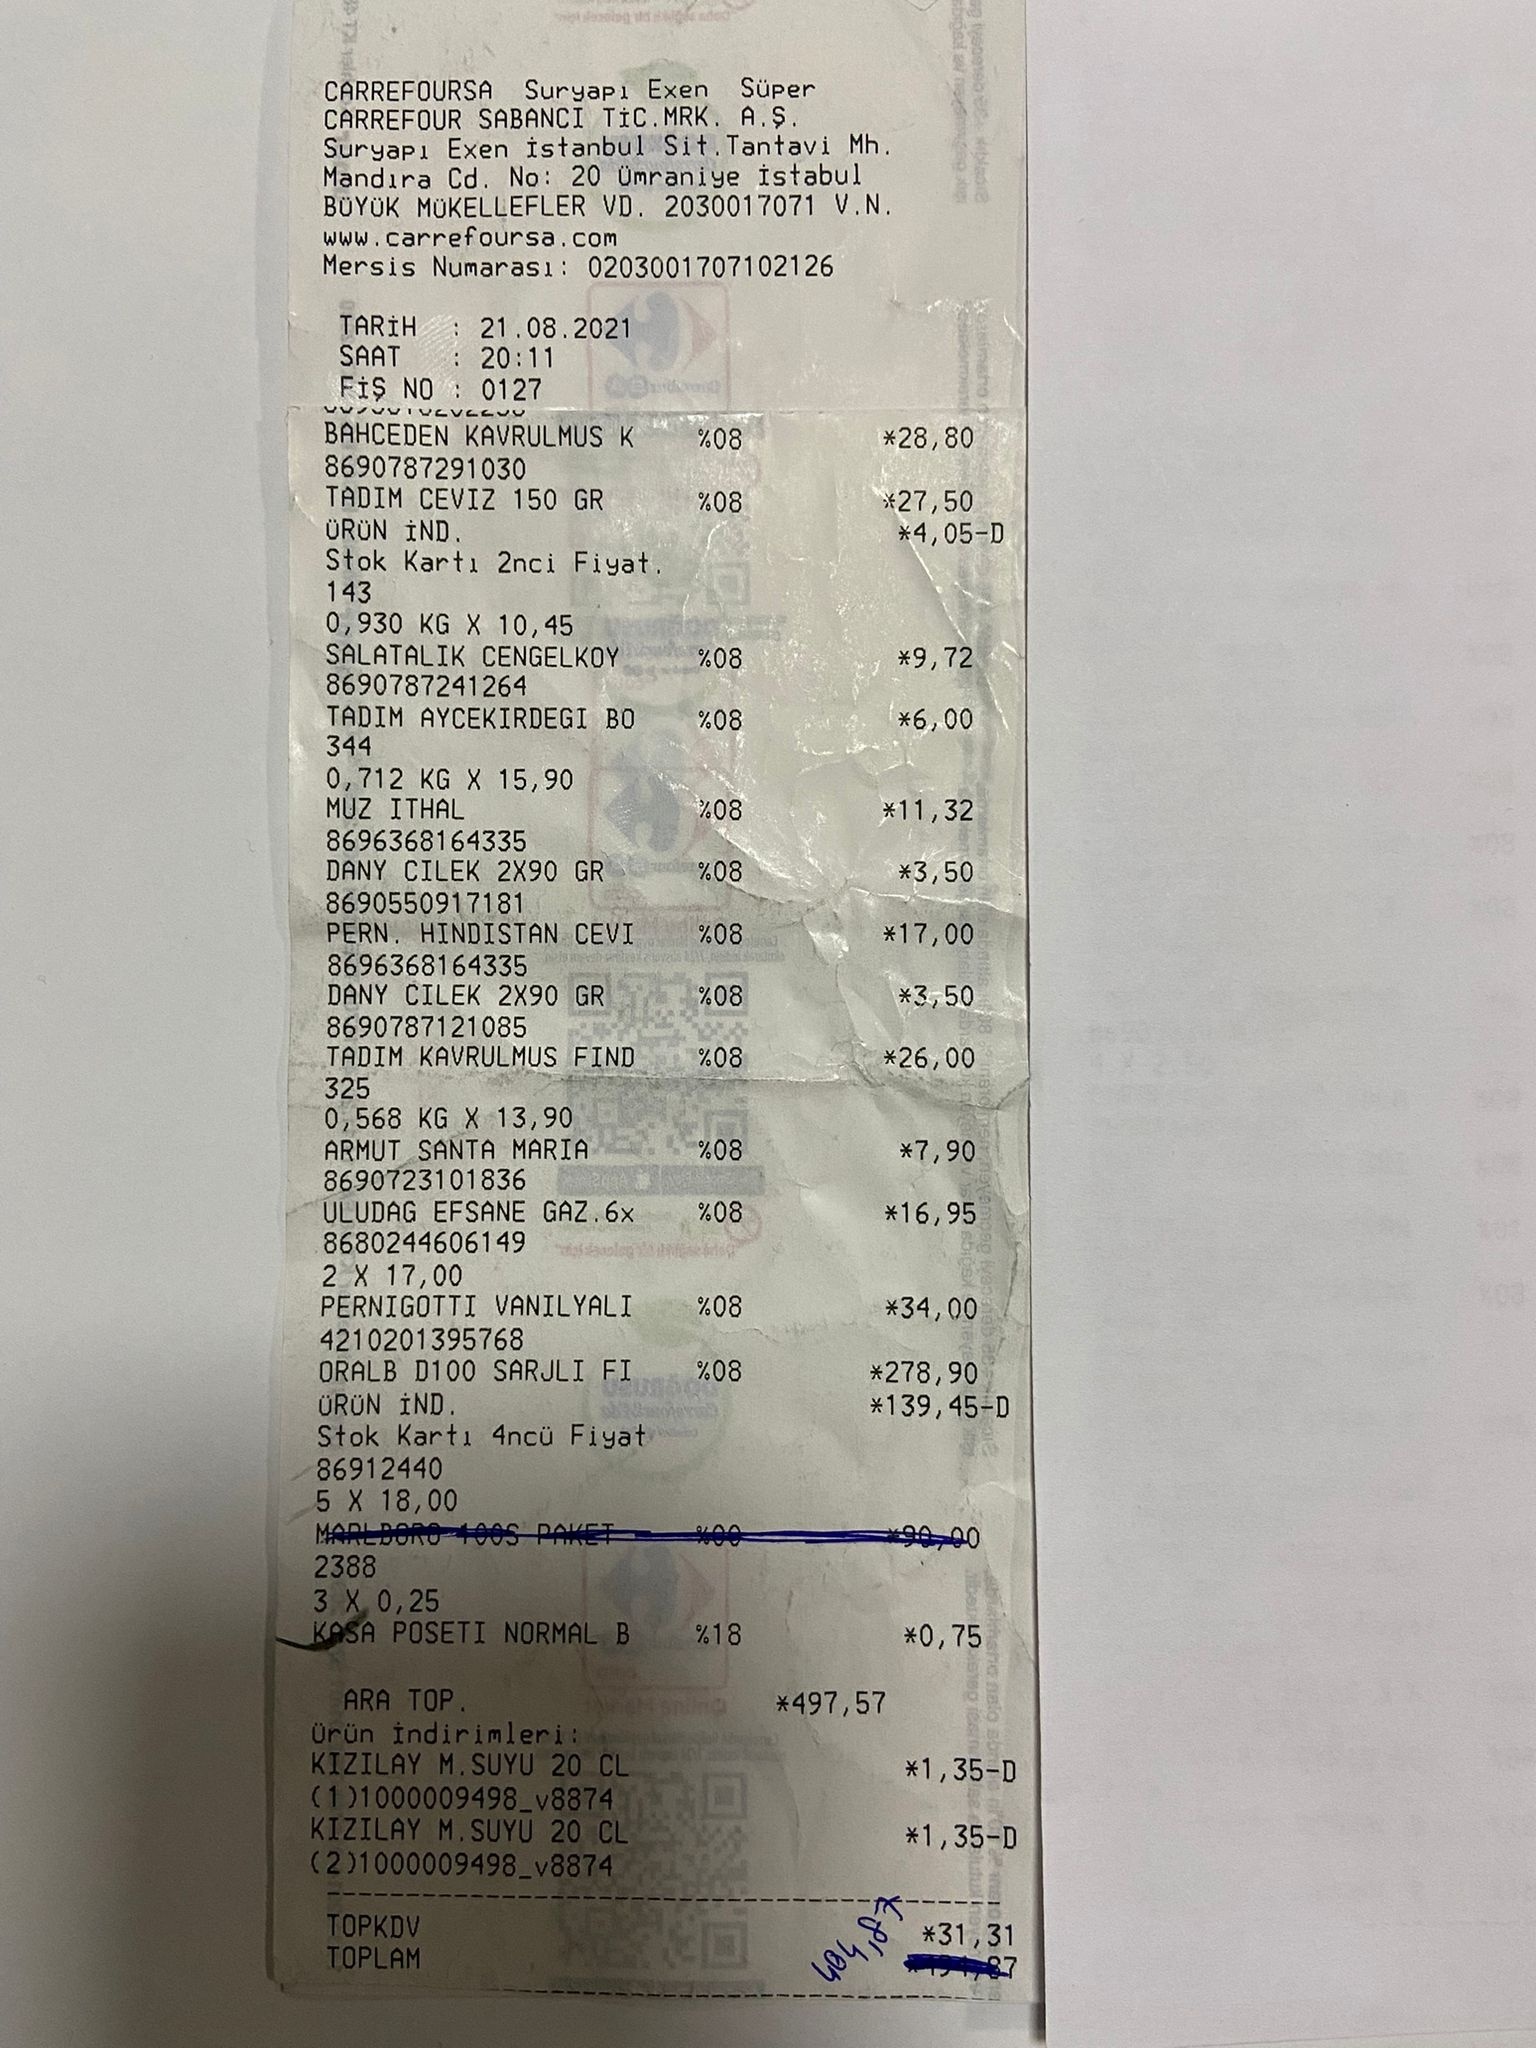 CARREFOURSA Suryapı Exen Süper
CARREFOUR SABANCI TİC.MRK. A.Ş.
Suryapı Exen İstanbul Sit.Tantavi Mh.
Mandıra Cd. No: 20 Ümraniye İstabul
BÜYÜK MÜKELLEFLER VD. 2030017071 V.N.
www.carrefoursa.com
Mersis Numarası: 0203001707102126
TARİH : 21.08.2021
SAAT : 20:11
FİŞ NO : 0127
BAHCEDEN KAVRULMUS K %08 *28,80
8690787291030
TADIM CEVIZ 150 GR %08 *27,50
ÜRÜN İND. *4,05-D
Stok Kartı 2nci Fiyat.
143
0,930 KG X 10,45
SALATALIK CENGELKOY %08 *9,72
8690787241264
TADIM AYCEKIRDEGI BO %08 *6,00
344
0,712 KG X 15,90
MUZ ITHAL %08 *11,32
8696368164335
DANY CILEK 2X90 GR %08 *3,50
8690550917181
PERN. HINDISTAN CEVI %08 *17,00
8696368164335
DANY CILEK 2X90 GR %08 *3,50
8690787121085
TADIM KAVRULMUS FIND %08 *26,00
325
0,568 KG X 13,90
ARMUT SANTA MARIA %08 *7,90
8690723101836
ULUDAG EFSANE GAZ.6x %08 *16,95
8680244606149
2 X 17,00
PERNIGOTTI VANILYALI %08 *34,00
4210201395768
ORALB D100 SARJLI FI %08 *278,90
ÜRÜN İND. *139,45-D
Stok Kartı 4ncü Fiyat
86912440
5 X 18,00
MARLBORO 100S PAKET %00 *90,00
2388
3 X 0,25
KASA POSETI NORMAL B %18 *0,75
ARA TOP. *497,57
Ürün İndirimleri:
KIZILAY M.SUYU 20 CL *1,35-D
(1)1000009498_v8874
KIZILAY M.SUYU 20 CL *1,35-D
(2)1000009498_v8874
TOPKDV *31,31
TOPLAM
404,87